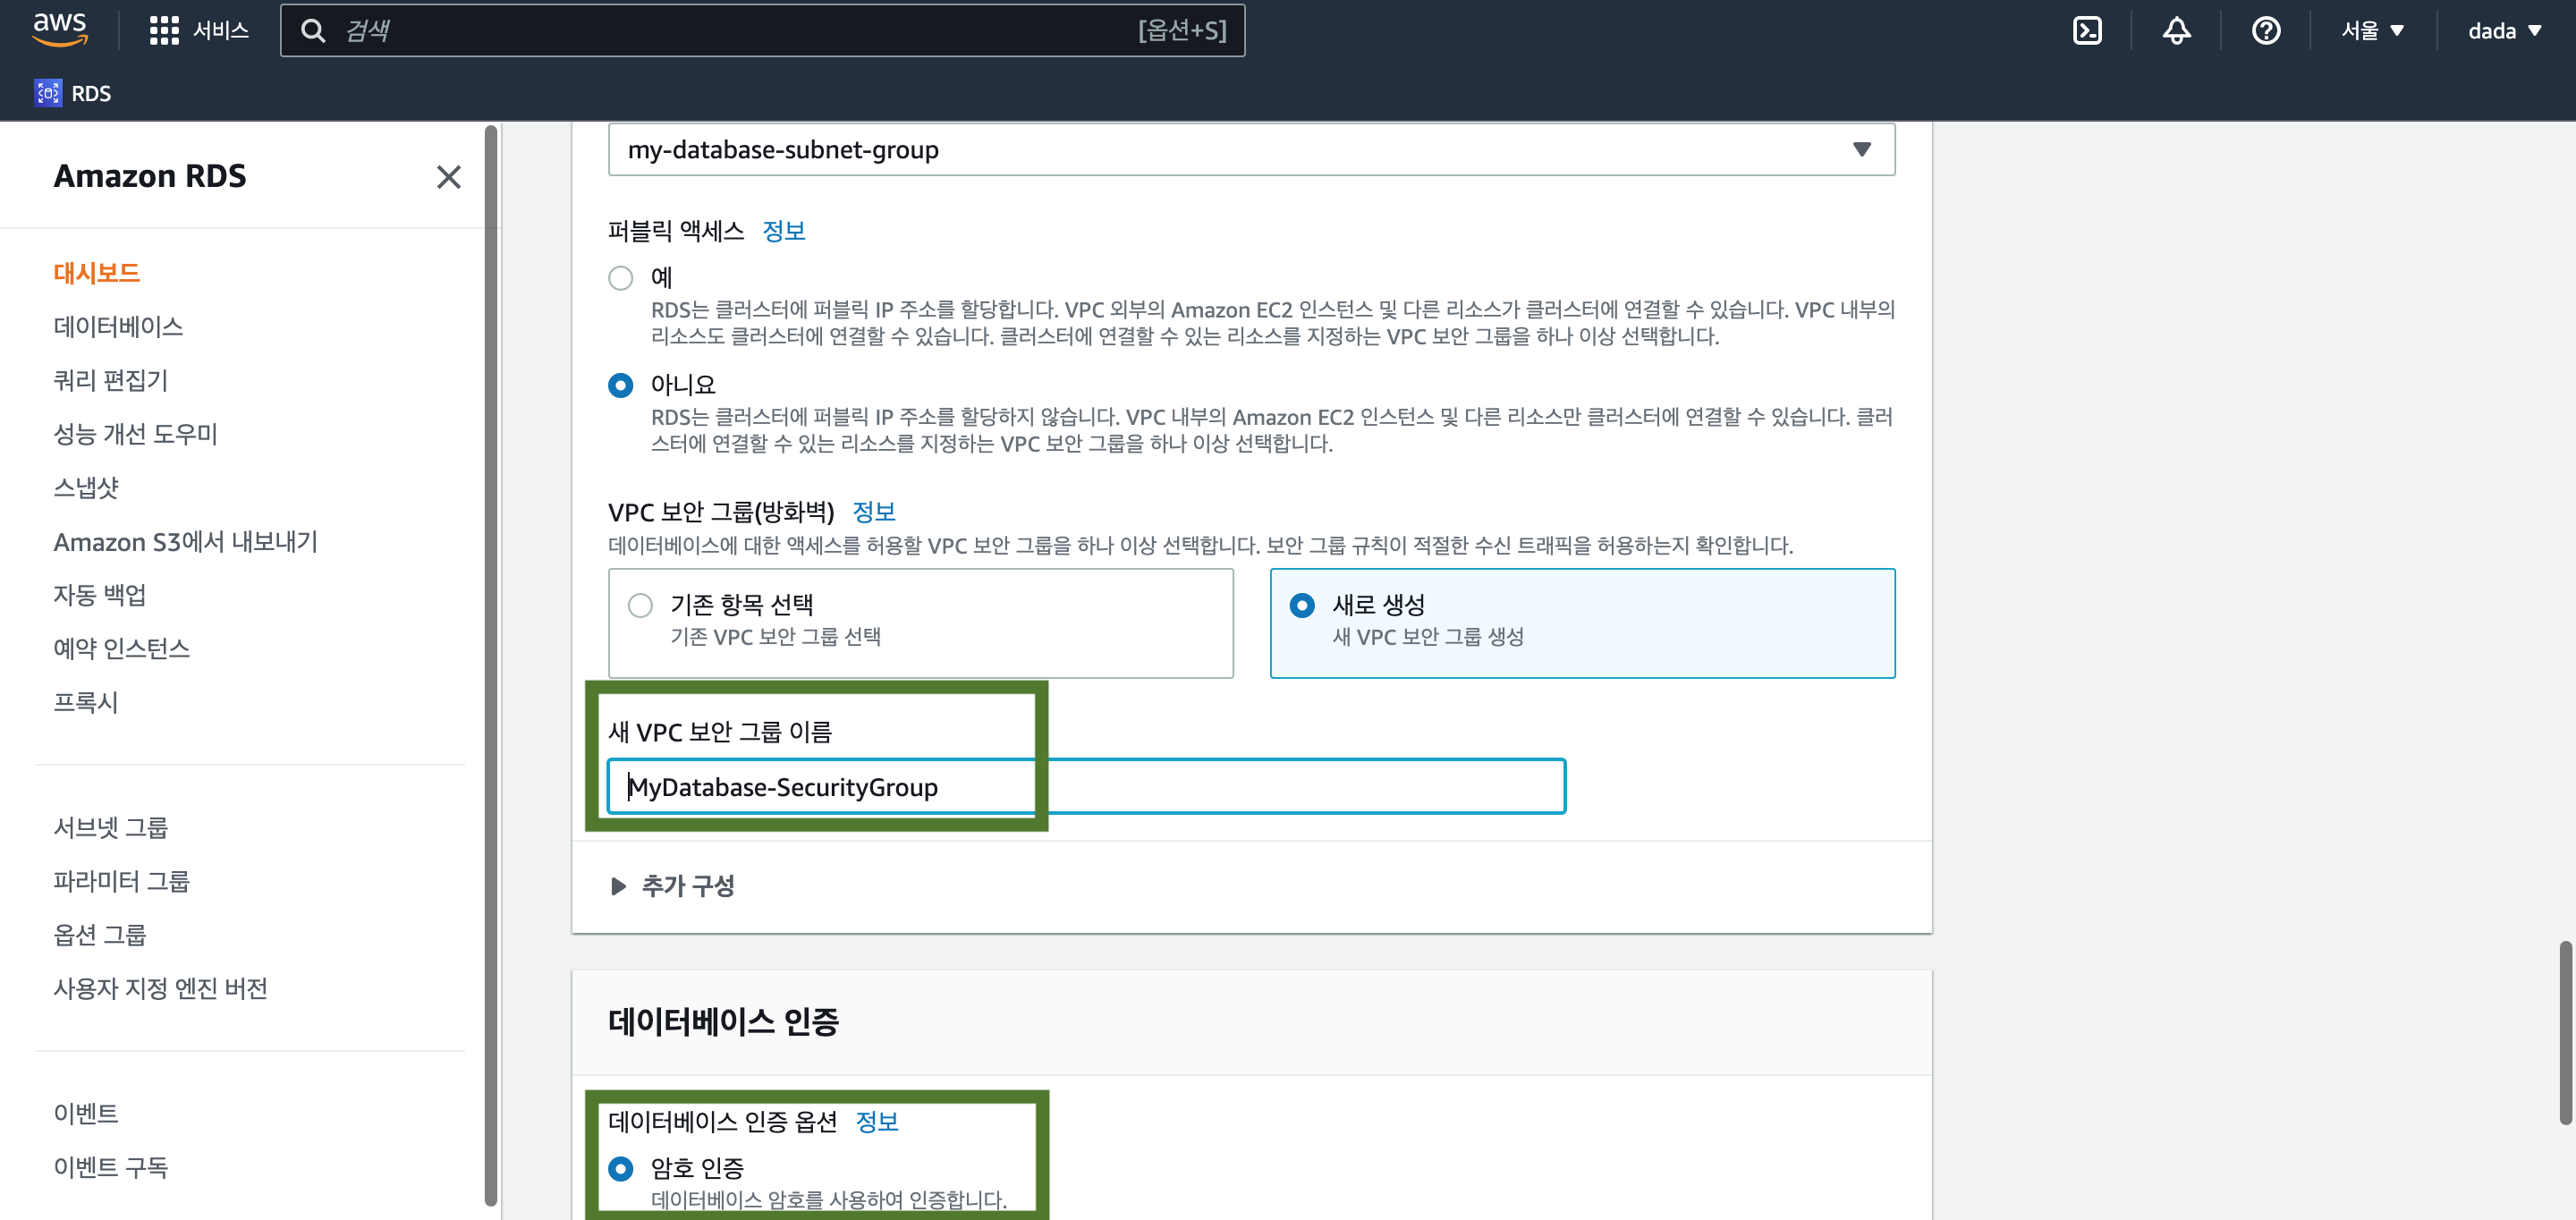 aws
서비스
검색
[옵션+S]
서울
dada
RDS
Amazon RDS
대시보드
데이터베이스
쿼리 편집기
성능 개선 도우미
스냅샷
Amazon S3에서 내보내기
자동 백업
예약 인스턴스
프록시
서브넷 그룹
파라미터 그룹
옵션 그룹
사용자 지정 엔진 버전
이벤트
이벤트 구독
my-database-subnet-group
퍼블릭 액세스 정보
예
RDS는 클러스터에 퍼블릭 IP 주소를 할당합니다. VPC 외부의 Amazon EC2 인스턴스 및 다른 리소스가 클러스터에 연결할 수 있습니다. VPC 내부의
리소스도 클러스터에 연결할 수 있습니다. 클러스터에 연결할 수 있는 리소스를 지정하는 VPC 보안 그룹을 하나 이상 선택합니다.
아니요
RDS는 클러스터에 퍼블릭 IP 주소를 할당하지 않습니다. VPC 내부의 Amazon EC2 인스턴스 및 다른 리소스만 클러스터에 연결할 수 있습니다. 클러
스터에 연결할 수 있는 리소스를 지정하는 VPC 보안 그룹을 하나 이상 선택합니다.
VPC 보안 그룹(방화벽) 정보
데이터베이스에 대한 액세스를 허용할 VPC 보안 그룹을 하나 이상 선택합니다. 보안 그룹 규칙이 적절한 수신 트래픽을 허용하는지 확인합니다.
기존 항목 선택
기존 VPC 보안 그룹 선택
새로 생성
새 VPC 보안 그룹 생성
새 VPC 보안 그룹 이름
MyDatabase-SecurityGroup
추가 구성
데이터베이스 인증
데이터베이스 인증 옵션 정보
암호 인증
데이터베이스 암호를 사용하여 인증합니다.